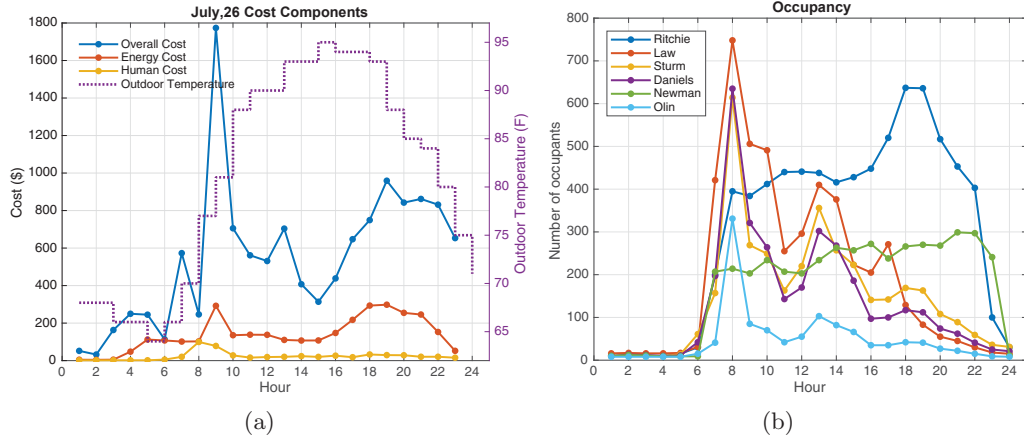 July,26 Cost Components
1800
1600
1400
1200
1000
800
600
400
200
0
Cost ($)
Overall Cost
Energy Cost
Human Cost
Outdoor Temperature
95
90
85
80
75
70
65
Outdoor Temperature (F)
0 2 4 6 8 10 12 14 16 18 20 22 24
Hour
(a)
Occupancy
800
700
600
500
400
300
200
100
0
Number of occupants
Ritchie
Law
Sturm
Daniels
Newman
Olin
0 2 4 6 8 10 12 14 16 18 20 22 24
Hour
(b)